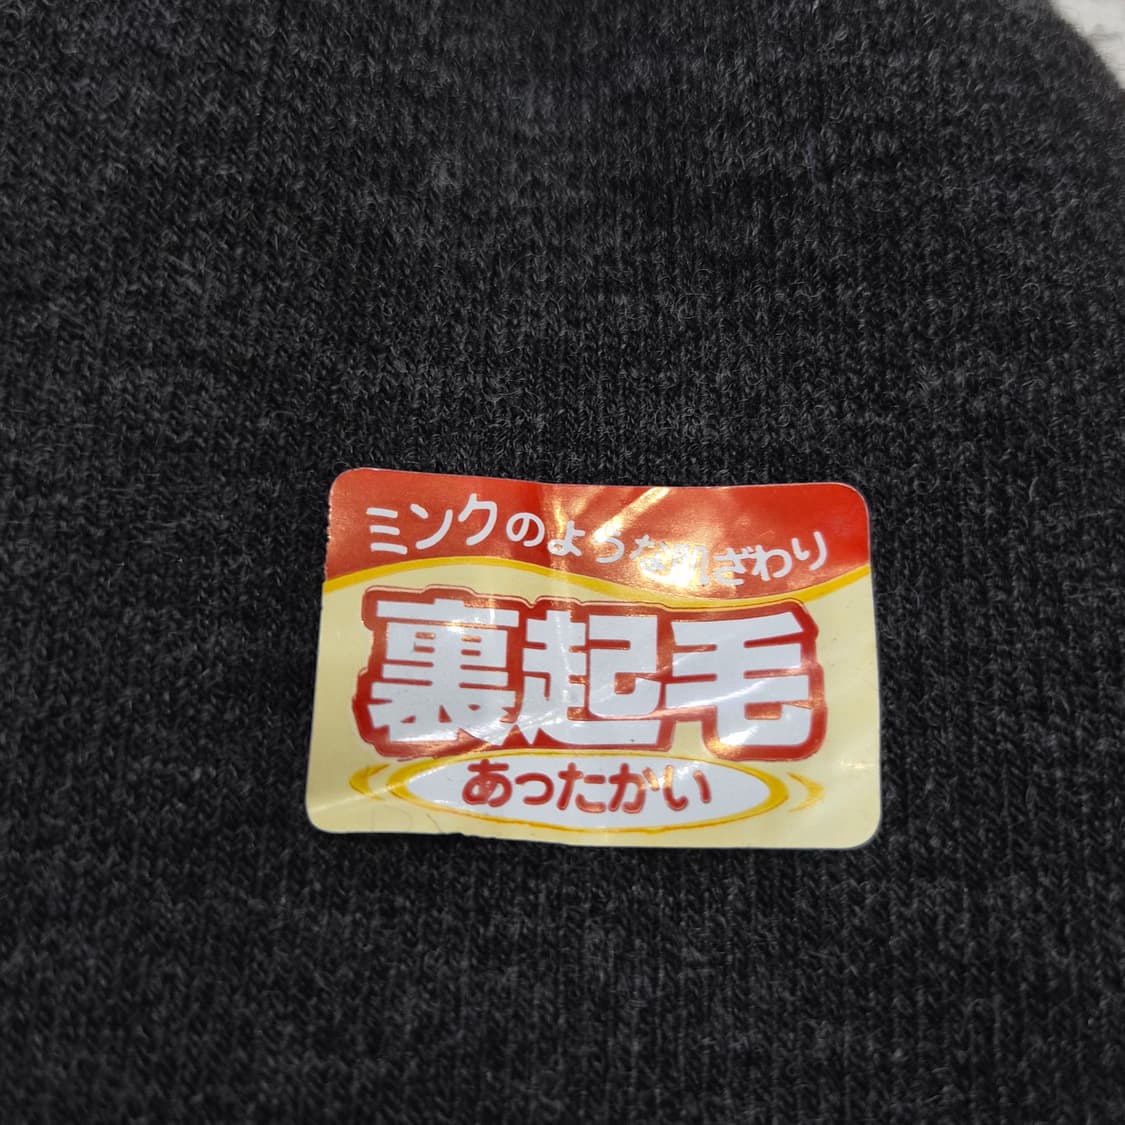 ミンクのような肌ざわり
裏起毛
あったかい